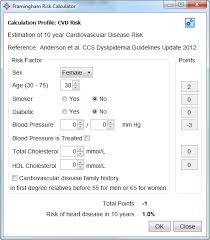 Framingham Risk Calculator
Calculation Profile: CVD Risk
Estimation of 10 year Cardiovascular Disease Risk
Reference: Anderson et al. CCS Dyslipidemia Guidelines Update 2012.
Risk Factor Points
Sex Female
Age (30 - 75) 38 2
Smoker Yes No 0
Diabetic Yes No 0
Blood Pressure 0 / 0 mm Hg -3
Blood Pressure is Treated
Total Cholesterol 0 mmol/L 0
HDL Cholesterol 0 mmol/L 0
Cardiovascular disease family history
in first degree relatives before 55 for men or 65 for women.
Total Points -1
Risk of heart disease in 10 years 1.0%
OK Close